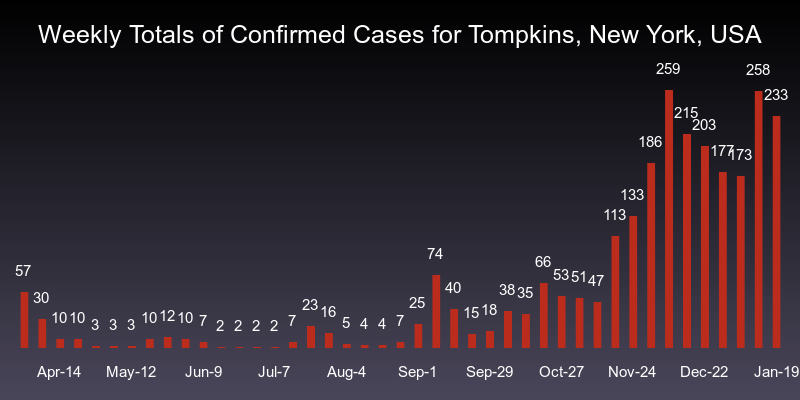 Weekly Totals of Confirmed Cases for Tompkins, New York, USA
57 30 10 10 3 3 3 10 12 10 7 2 2 2 2 7 23 16 5 4 4 7 25 74 40 15 18 38 35 66 53 51 47 113 133 186 259 215 203 177 173 258 233
Apr-14 May-12 Jun-9 Jul-7 Aug-4 Sep-1 Sep-29 Oct-27 Nov-24 Dec-22 Jan-19